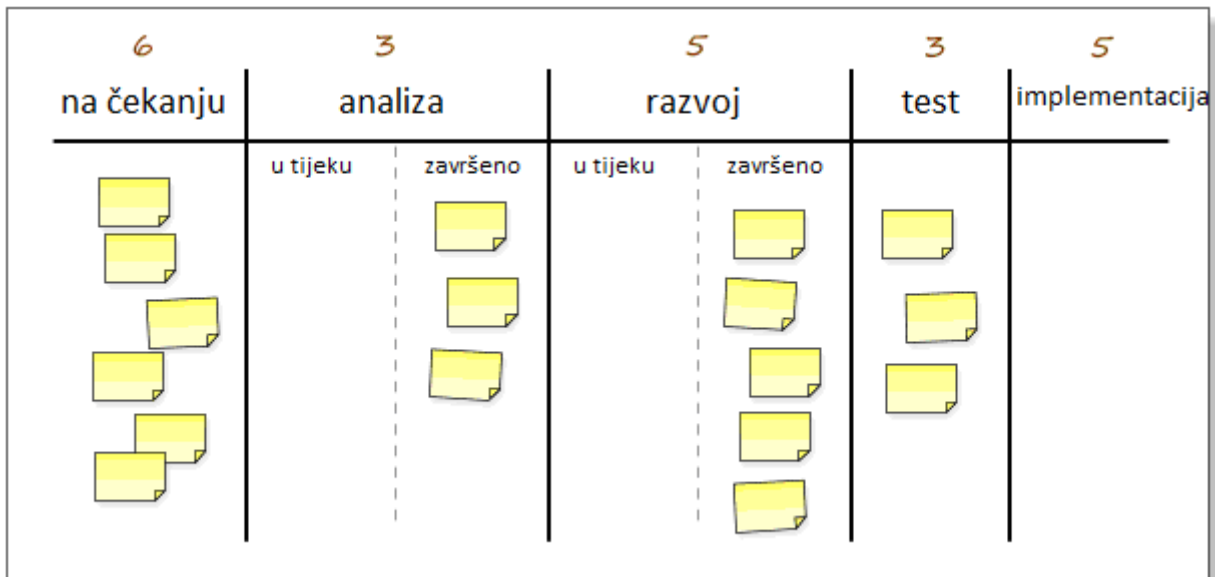 6 3 5 3 5
na čekanju analiza razvoj test implementacija
u tijeku završeno u tijeku završeno